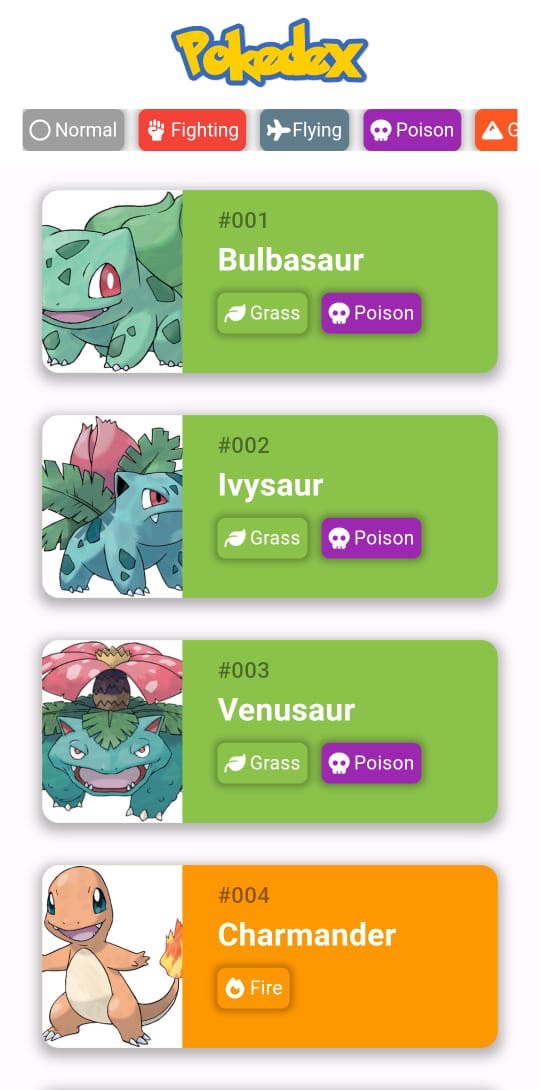 Pokedex
Normal Fighting Flying Poison G
#001
Bulbasaur
Grass Poison
#002
Ivysaur
Grass Poison
#003
Venusaur
Grass Poison
#004
Charmander
Fire